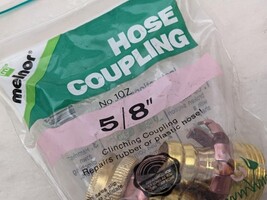 melnor
HOSE
COUPLING
No. 10Z
5/8"
Clinching Coupling
Repairs rubber or plastic hose!